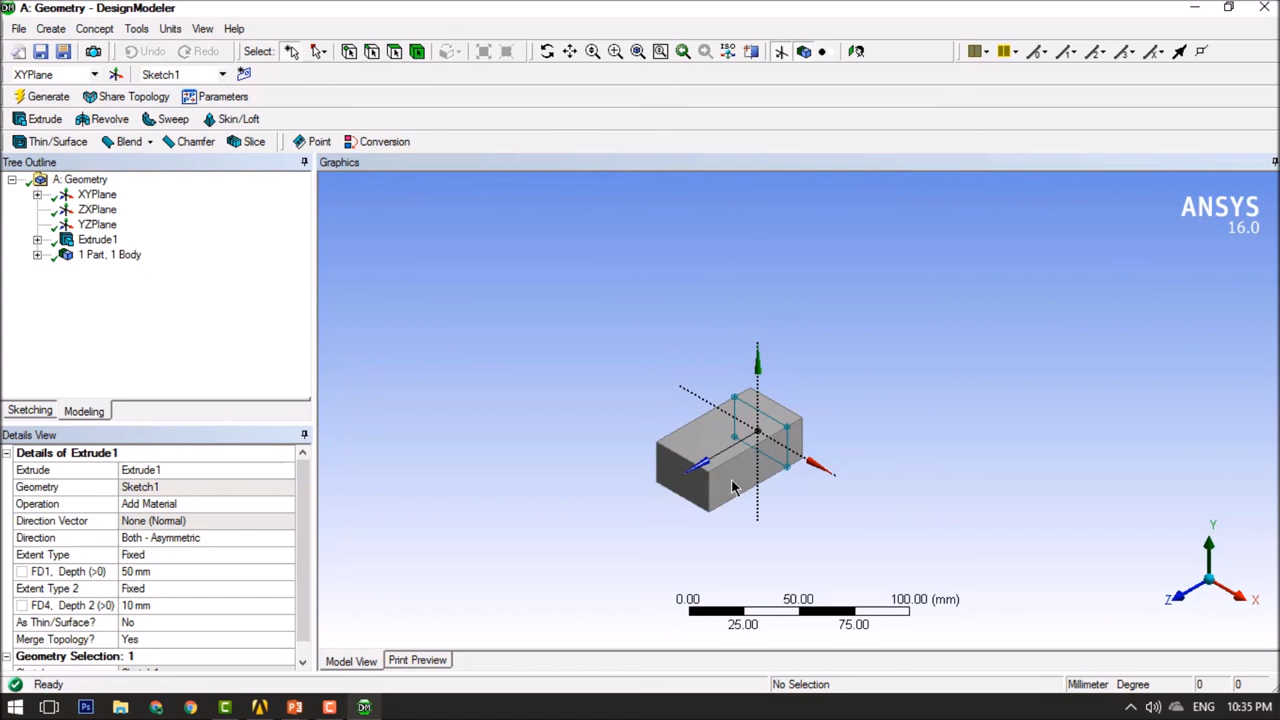 A: Geometry - DesignModeler
File Create Concept Tools Units View Help
Undo Redo Select:
XYPlane Sketch1
Generate Share Topology Parameters
Extrude Revolve Sweep Skin/Loft
Thin/Surface Blend Chamfer Slice Point Conversion
Tree Outline
A: Geometry
XYPlane
ZXPlane
YZPlane
Extrude1
1 Part, 1 Body
Sketching Modeling
Details View
Details of Extrude1
Extrude Extrude1
Geometry Sketch1
Operation Add Material
Direction Vector None (Normal)
Direction Both - Asymmetric
Extent Type Fixed
FD1, Depth (>0) 50 mm
Extent Type 2 Fixed
FD4, Depth 2 (>0) 10 mm
As Thin/Surface? No
Merge Topology? Yes
Geometry Selection: 1
Graphics
ANSYS
16.0
0.00 50.00 100.00 (mm)
25.00 75.00
Y
Z X
Model View Print Preview
Ready No Selection Millimeter Degree 0 0
ENG 10:35 PM